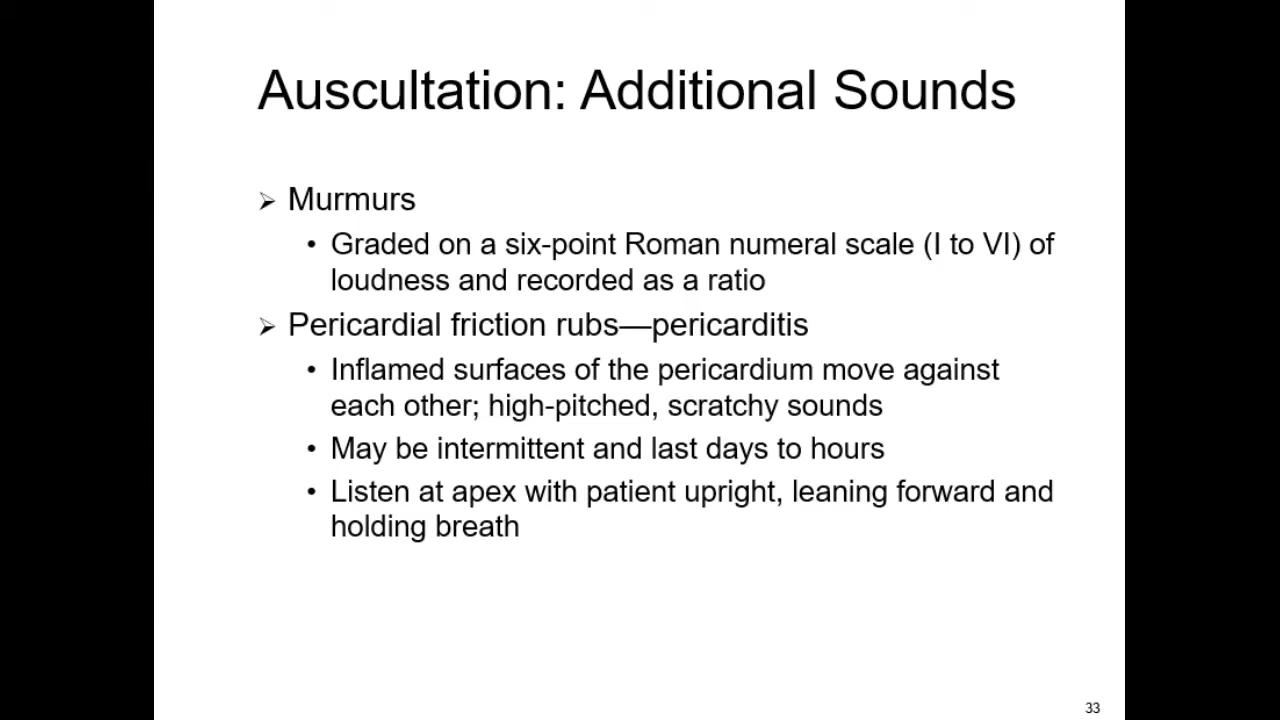 Auscultation: Additional Sounds
➢ Murmurs
• Graded on a six-point Roman numeral scale (I to VI) of
loudness and recorded as a ratio
➢ Pericardial friction rubs—pericarditis
• Inflamed surfaces of the pericardium move against
each other; high-pitched, scratchy sounds
• May be intermittent and last days to hours
• Listen at apex with patient upright, leaning forward and
holding breath
33